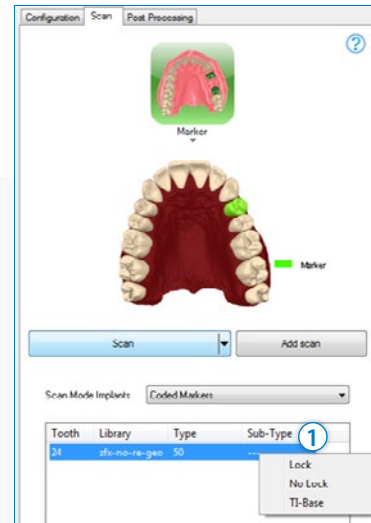 Configuration Scan Post Processing
?
Marker
Marker
Scan Add scan
Scan Mode Implants Coded Markers
Tooth Library Type Sub-Type 1
24 zfx-no-re-geo 50 ---
Lock
No Lock
TI-Base